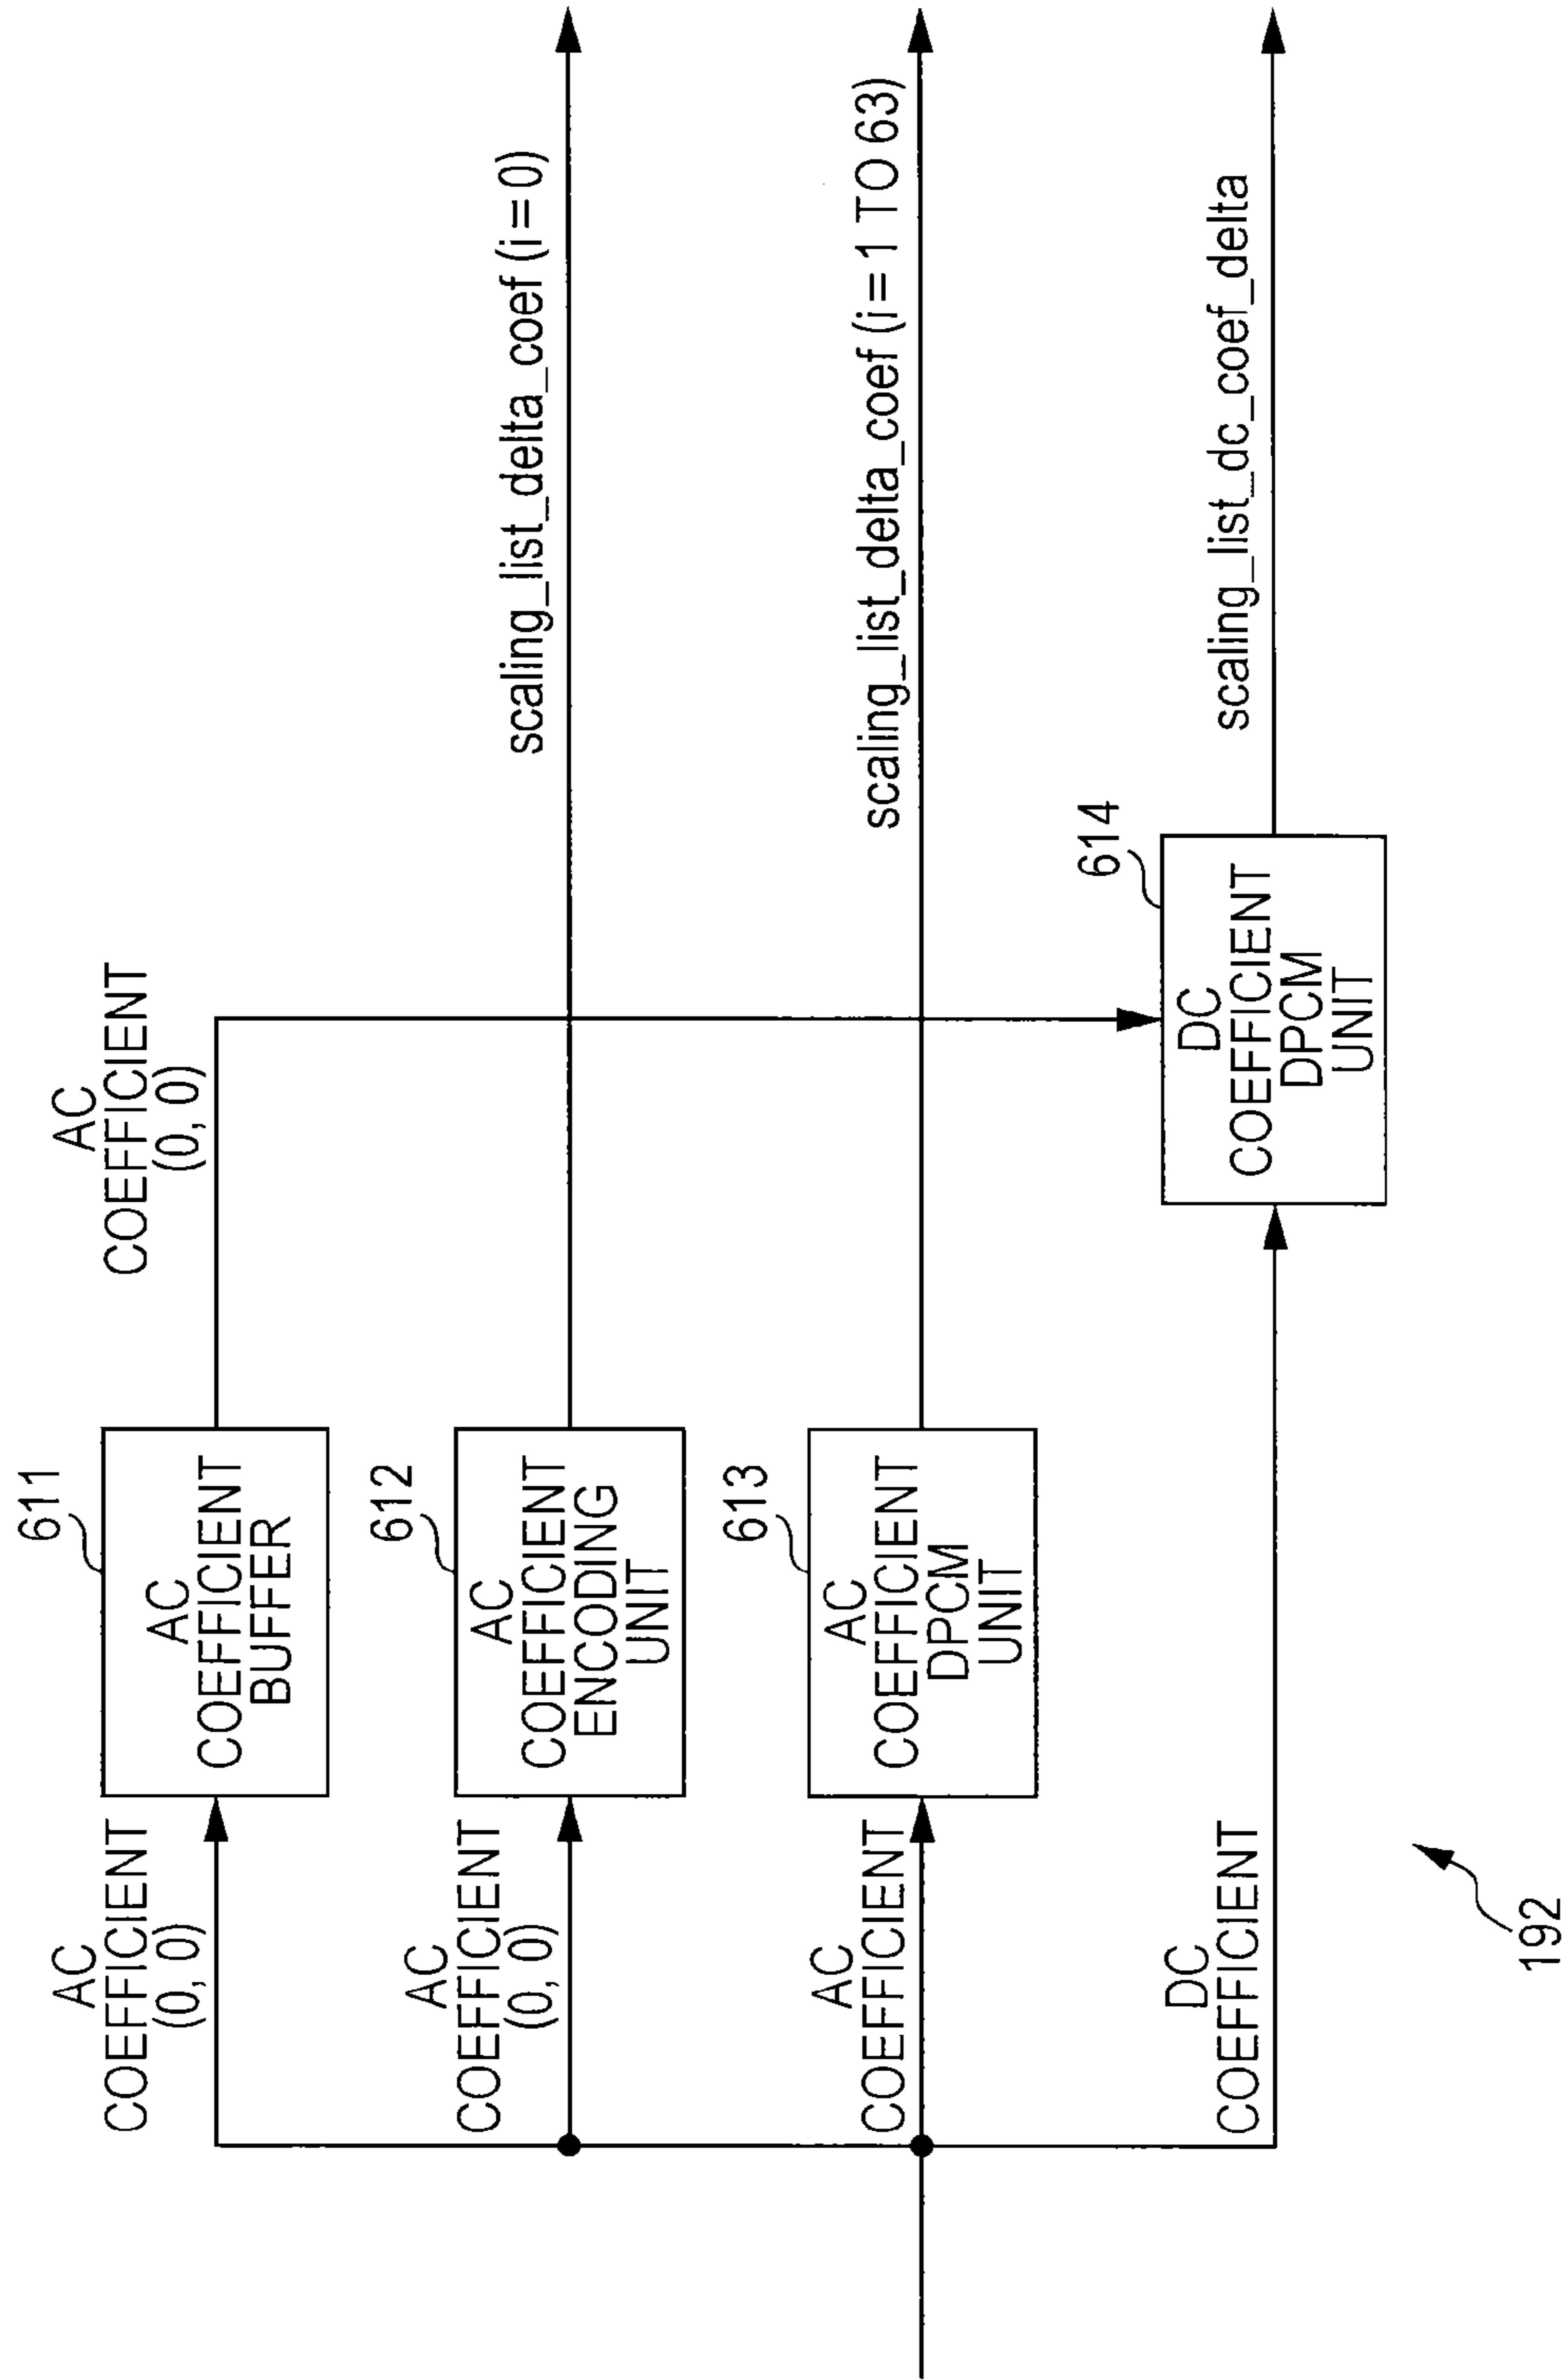 AC
COEFFICIENT
(0, 0)
611
AC
COEFFICIENT
BUFFER
AC
COEFFICIENT
(0, 0)
AC
COEFFICIENT
(0, 0)
612
AC
COEFFICIENT
ENCODING
UNIT
scaling_list_delta_coef (i = 0)
AC
COEFFICIENT
613
AC
COEFFICIENT
DPCM
UNIT
scaling_list_delta_coef (i = 1 TO 63)
DC
COEFFICIENT
614
DC
COEFFICIENT
DPCM
UNIT
scaling_list_dc_coef_delta
192